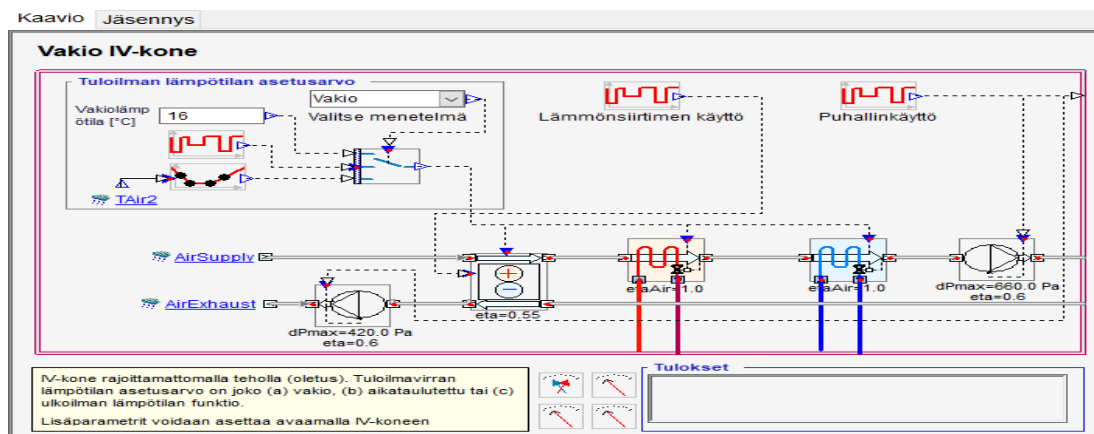 Kaavio Jäsennys
Vakio IV-kone
Tuloilman lämpötilan asetusarvo
Vakiolämp
ötila [°C]
16
Vakio
Valitse menetelmä
Lämmönsiirtimen käyttö
Puhallinkäyttö
TAir2
AirSupply
AirExhaust
dPmax=420.0 Pa
eta=0.6
eta=0.55
etaAir=1.0
etaAir=1.0
dPmax=660.0 Pa
eta=0.6
IV-kone rajoittamattomalla teholla (oletus). Tuloilmavirran
lämpötilan asetusarvo on joko (a) vakio, (b) aikataulutettu tai (c)
ulkoilman lämpötilan funktio.
Lisäparametrit voidaan asettaa avaamalla IV-koneen
Tulokset